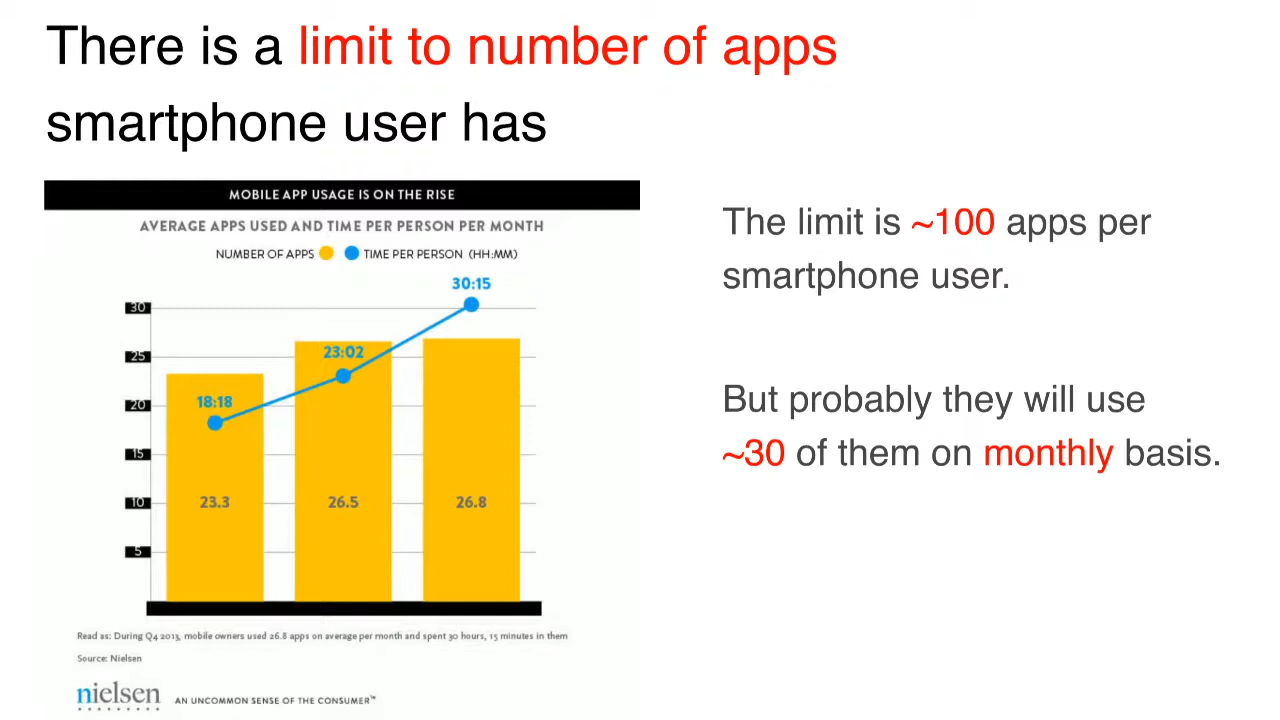 There is a limit to number of apps
smartphone user has
MOBILE APP USAGE IS ON THE RISE
AVERAGE APPS USED AND TIME PER PERSON PER MONTH
NUMBER OF APPS TIME PER PERSON (HH:MM)
30:15
30
25
23:02
20
18:18
15
10
23.3
26.5
26.8
5
Read as: During Q4 2013, mobile owners used 26.8 apps on average per month and spent 30 hours, 15 minutes in them
Source: Nielsen
nielsen
AN UNCOMMON SENSE OF THE CONSUMER™
The limit is ~100 apps per
smartphone user.
But probably they will use
~30 of them on monthly basis.